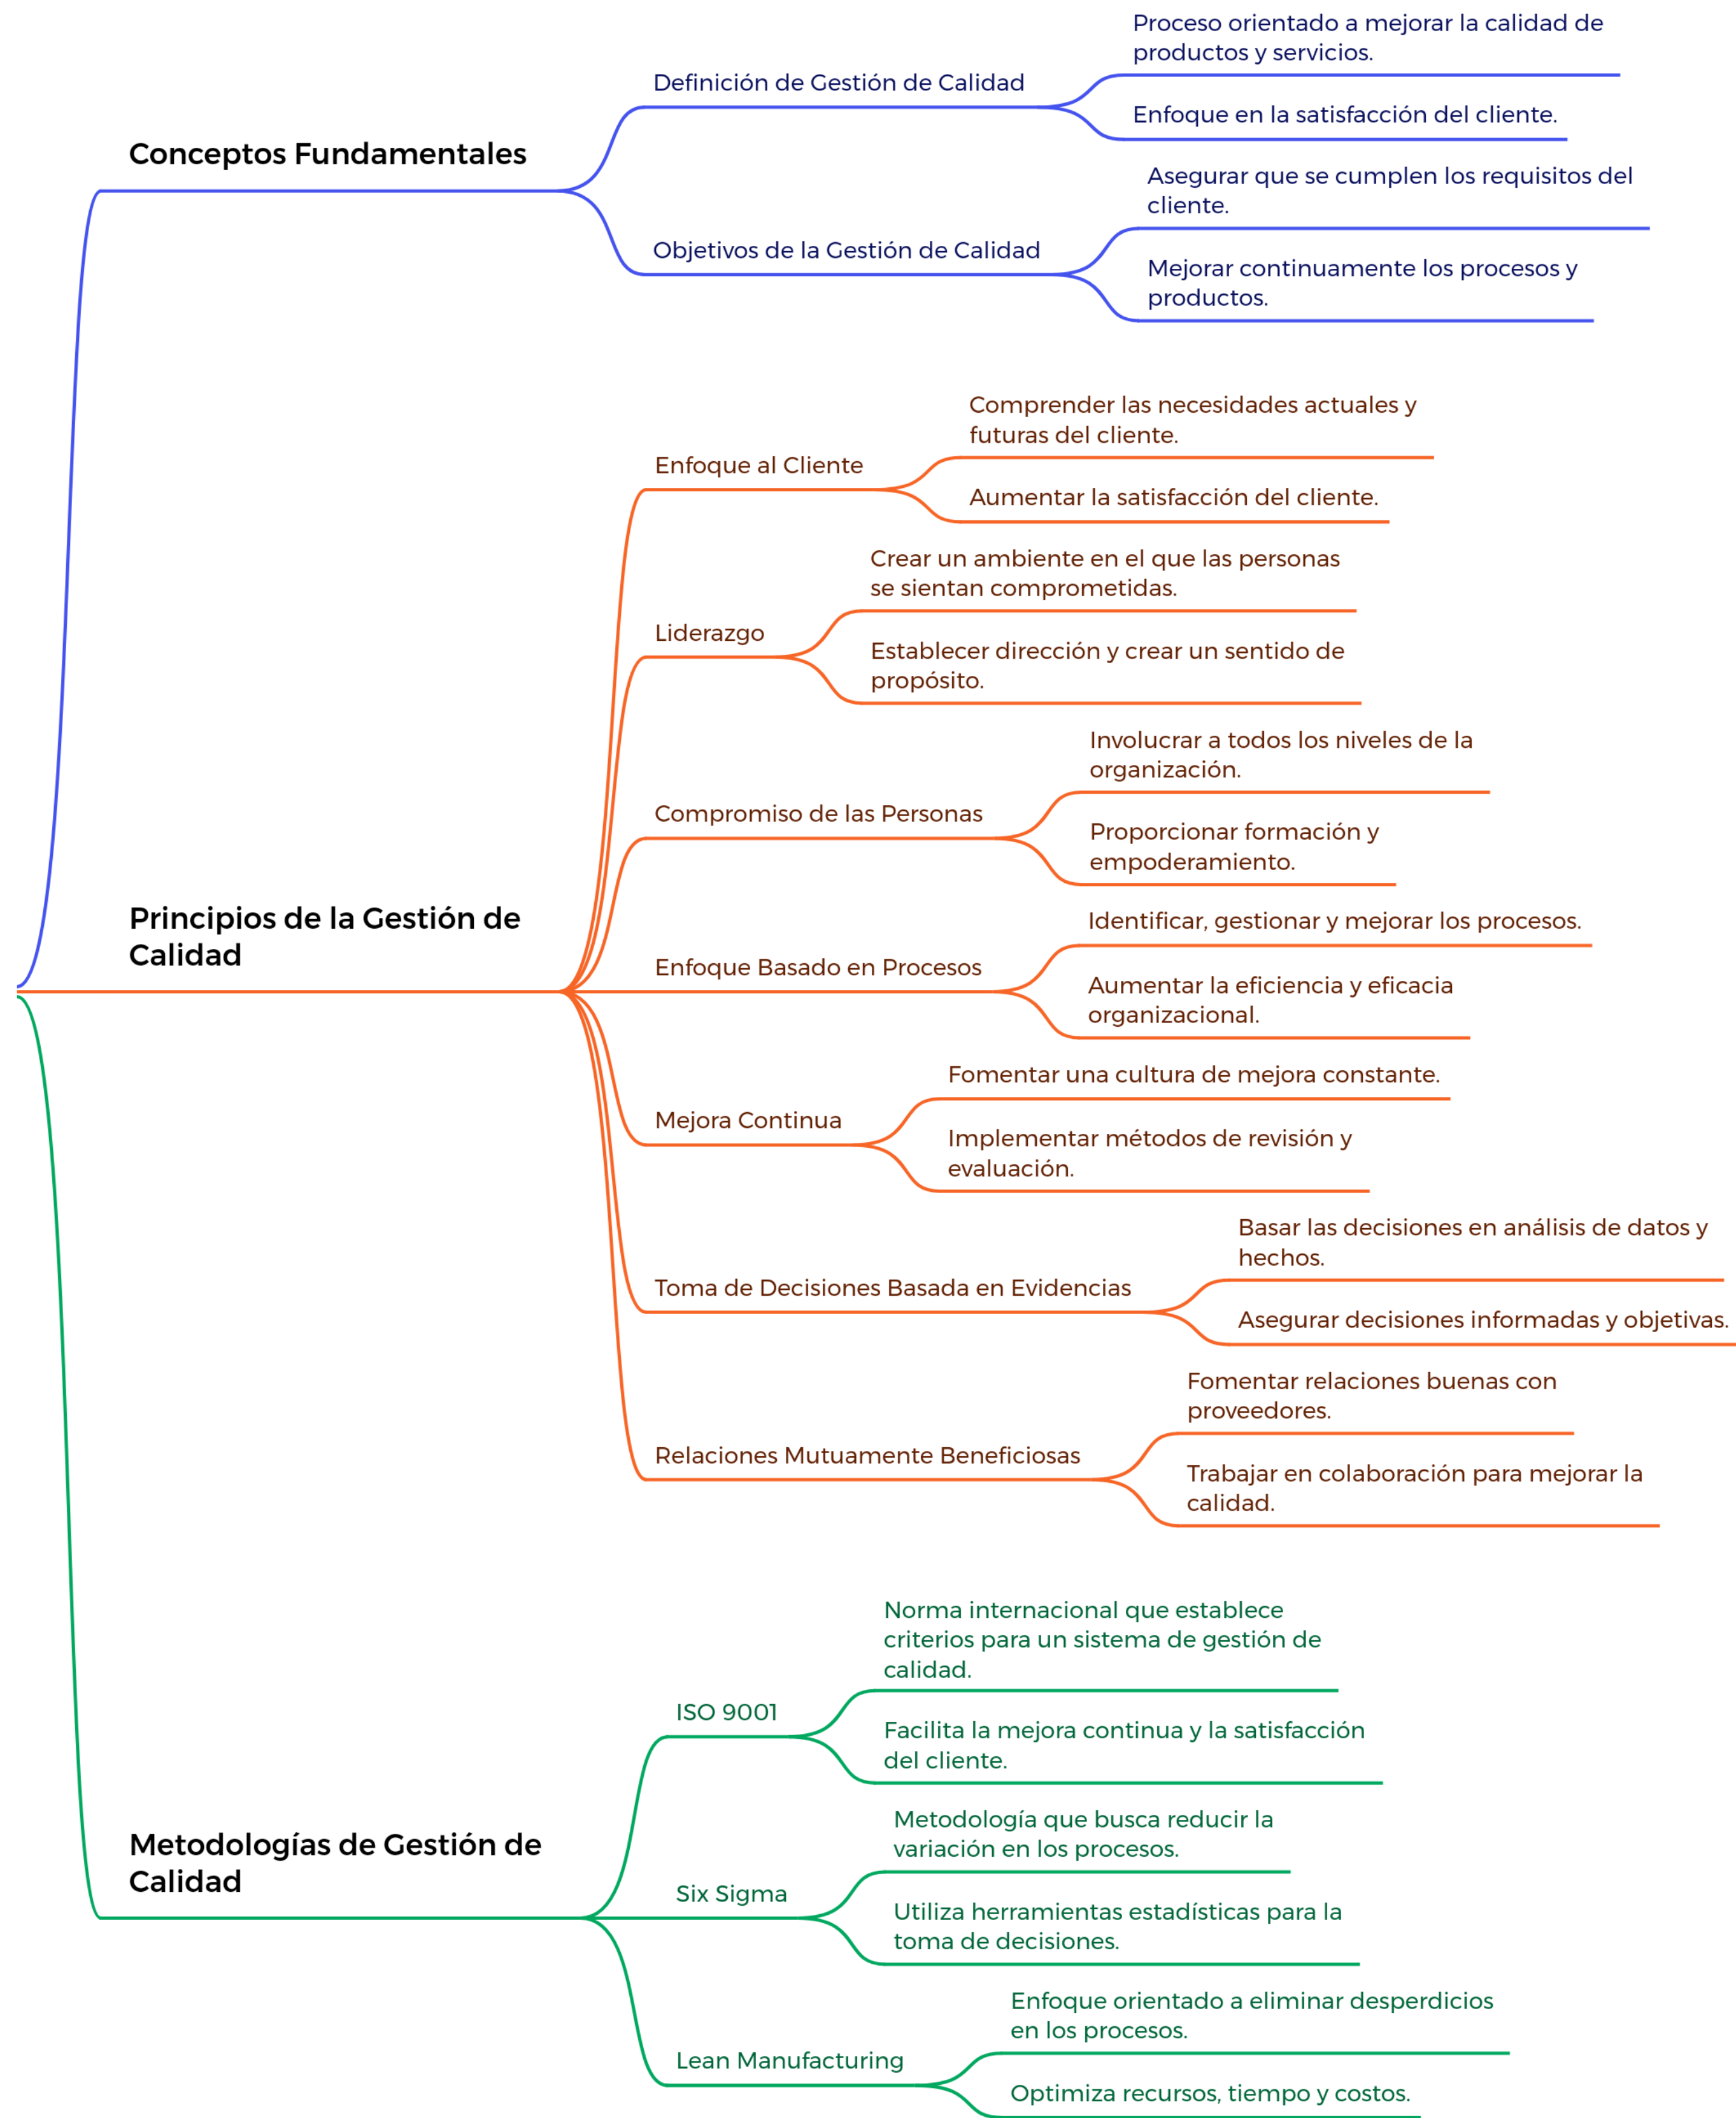 Conceptos Fundamentales
Definición de Gestión de Calidad
Proceso orientado a mejorar la calidad de
productos y servicios.
Enfoque en la satisfacción del cliente.
Objetivos de la Gestión de Calidad
Asegurar que se cumplen los requisitos del
cliente.
Mejorar continuamente los procesos y
productos.
Principios de la Gestión de
Calidad
Enfoque al Cliente
Comprender las necesidades actuales y
futuras del cliente.
Aumentar la satisfacción del cliente.
Liderazgo
Crear un ambiente en el que las personas
se sientan comprometidas.
Establecer dirección y crear un sentido de
propósito.
Compromiso de las Personas
Involucrar a todos los niveles de la
organización.
Proporcionar formación y
empoderamiento.
Enfoque Basado en Procesos
Identificar, gestionar y mejorar los procesos.
Aumentar la eficiencia y eficacia
organizacional.
Mejora Continua
Fomentar una cultura de mejora constante.
Implementar métodos de revisión y
evaluación.
Toma de Decisiones Basada en Evidencias
Basar las decisiones en análisis de datos y
hechos.
Asegurar decisiones informadas y objetivas.
Relaciones Mutuamente Beneficiosas
Fomentar relaciones buenas con
proveedores.
Trabajar en colaboración para mejorar la
calidad.
Metodologías de Gestión de
Calidad
ISO 9001
Norma internacional que establece
criterios para un sistema de gestión de
calidad.
Facilita la mejora continua y la satisfacción
del cliente.
Six Sigma
Metodología que busca reducir la
variación en los procesos.
Utiliza herramientas estadísticas para la
toma de decisiones.
Lean Manufacturing
Enfoque orientado a eliminar desperdicios
en los procesos.
Optimiza recursos, tiempo y costos.